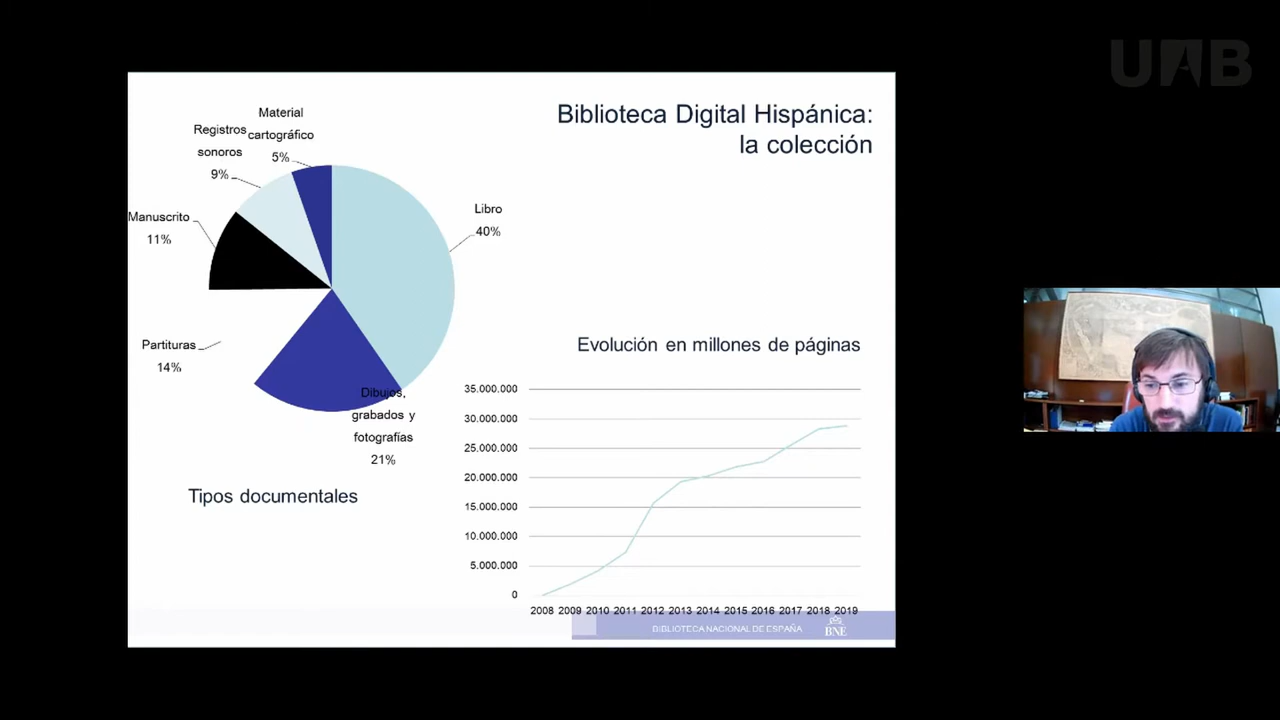 UAB
Biblioteca Digital Hispánica:
la colección
Material
cartográfico
5%
Registros
sonoros
9%
Manuscrito
11%
Libro
40%
Partituras
14%
Dibujos,
grabados y
fotografías
21%
Tipos documentales
Evolución en millones de páginas
35.000.000
30.000.000
25.000.000
20.000.000
15.000.000
10.000.000
5.000.000
0
2008 2009 2010 2011 2012 2013 2014 2015 2016 2017 2018 2019
BIBLIOTECA NACIONAL DE ESPAÑA
BNE